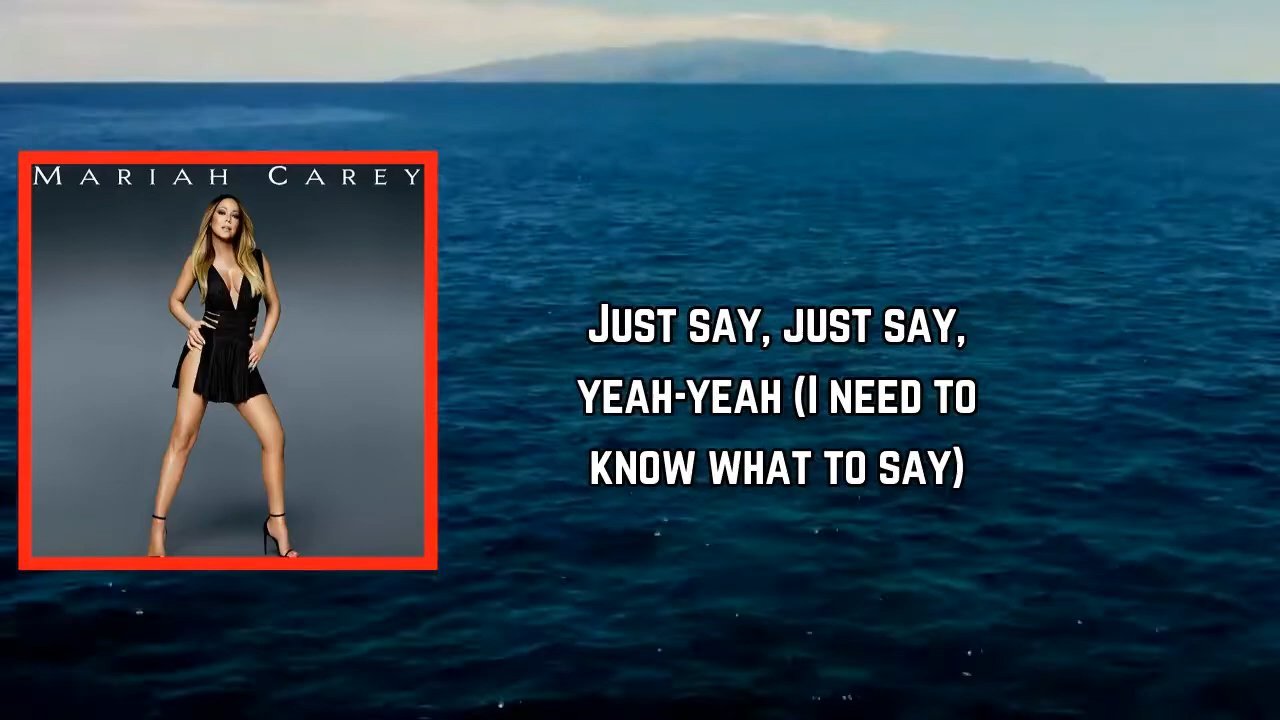 MARIAH CAREY
JUST SAY, JUST SAY,
YEAH-YEAH (I NEED TO
KNOW WHAT TO SAY)